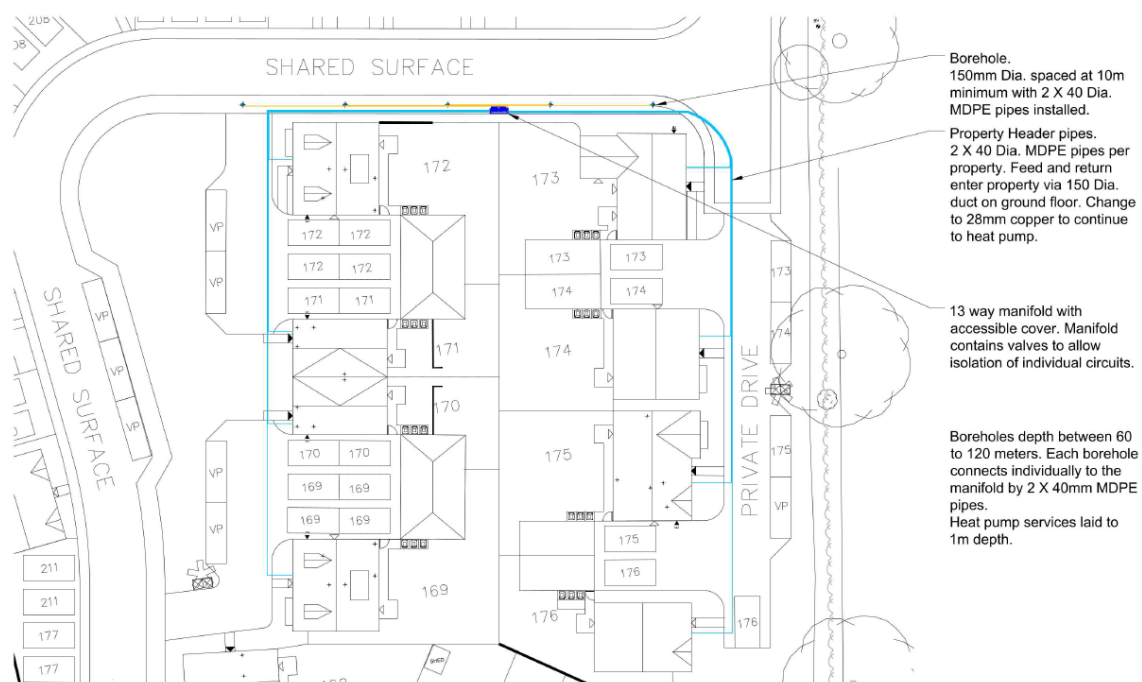 208
208
SHARED SURFACE
Borehole.
150mm Dia. spaced at 10m
minimum with 2 X 40 Dia.
MDPE pipes installed.
Property Header pipes.
2 X 40 Dia. MDPE pipes per
property. Feed and return
enter property via 150 Dia.
duct on ground floor. Change
to 28mm copper to continue
to heat pump.
13 way manifold with
accessible cover. Manifold
contains valves to allow
isolation of individual circuits.
Boreholes depth between 60
to 120 meters. Each borehole
connects individually to the
manifold by 2 X 40mm MDPE
pipes.
Heat pump services laid to
1m depth.
172
173
VP
VP
172 172
172 172
171 171
173 173
174 174
173
174
SHARED SURFACE
VP
VP
VP
171
170
174
PRIVATE DRIVE
VP
VP
170 170
169 169
169 169
175
175
VP
175
176
169
176
176
211
211
177
177
SHED